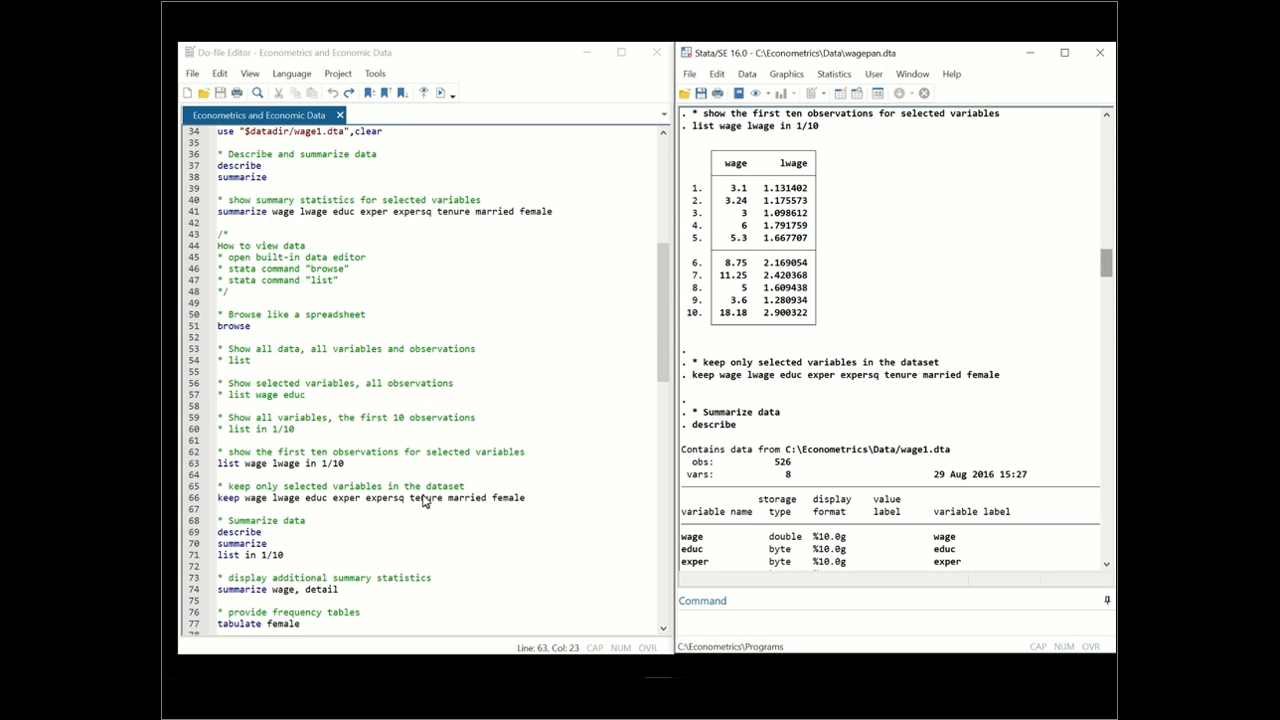 Do-file Editor - Econometrics and Economic Data
File Edit View Language Project Tools
Econometrics and Economic Data
34 use "$datadir/wage1.dta",clear
35
36 * Describe and summarize data
37 describe
38 summarize
39
40 * show summary statistics for selected variables
41 summarize wage lwage educ exper expersq tenure married female
42
43 /*
44 How to view data
45 * open built-in data editor
46 * stata command "browse"
47 * stata command "list"
48 */
49
50 * Browse like a spreadsheet
51 browse
52
53 * Show all data, all variables and observations
54 * list
55
56 * Show selected variables, all observations
57 * list wage educ
58
59 * Show all variables, the first 10 observations
60 * list in 1/10
61
62 * show the first ten observations for selected variables
63 list wage lwage in 1/10
64
65 * keep only selected variables in the dataset
66 keep wage lwage educ exper expersq tenure married female
67
68 * Summarize data
69 describe
70 summarize
71 list in 1/10
72
73 * display additional summary statistics
74 summarize wage, detail
75
76 * provide frequency tables
77 tabulate female
78
Line: 63, Col: 23 CAP NUM OVR
Stata/SE 16.0 - C:\Econometrics\Data\wagepan.dta
File Edit Data Graphics Statistics User Window Help
. * show the first ten observations for selected variables
. list wage lwage in 1/10
wage lwage
1. 3.1 1.131402
2. 3.24 1.175573
3. 3 1.098612
4. 6 1.791759
5. 5.3 1.667707
6. 8.75 2.169054
7. 11.25 2.420368
8. 5 1.609438
9. 3.6 1.280934
10. 18.18 2.900322
.
. * keep only selected variables in the dataset
. keep wage lwage educ exper expersq tenure married female
.
. * Summarize data
. describe
Contains data from C:\Econometrics\Data/wage1.dta
obs: 526
vars: 8 29 Aug 2016 15:27
storage display value
variable name type format label variable label
wage double %10.0g wage
educ byte %10.0g educ
exper byte %10.0g exper
Command
C:\Econometrics\Programs CAP NUM OVR